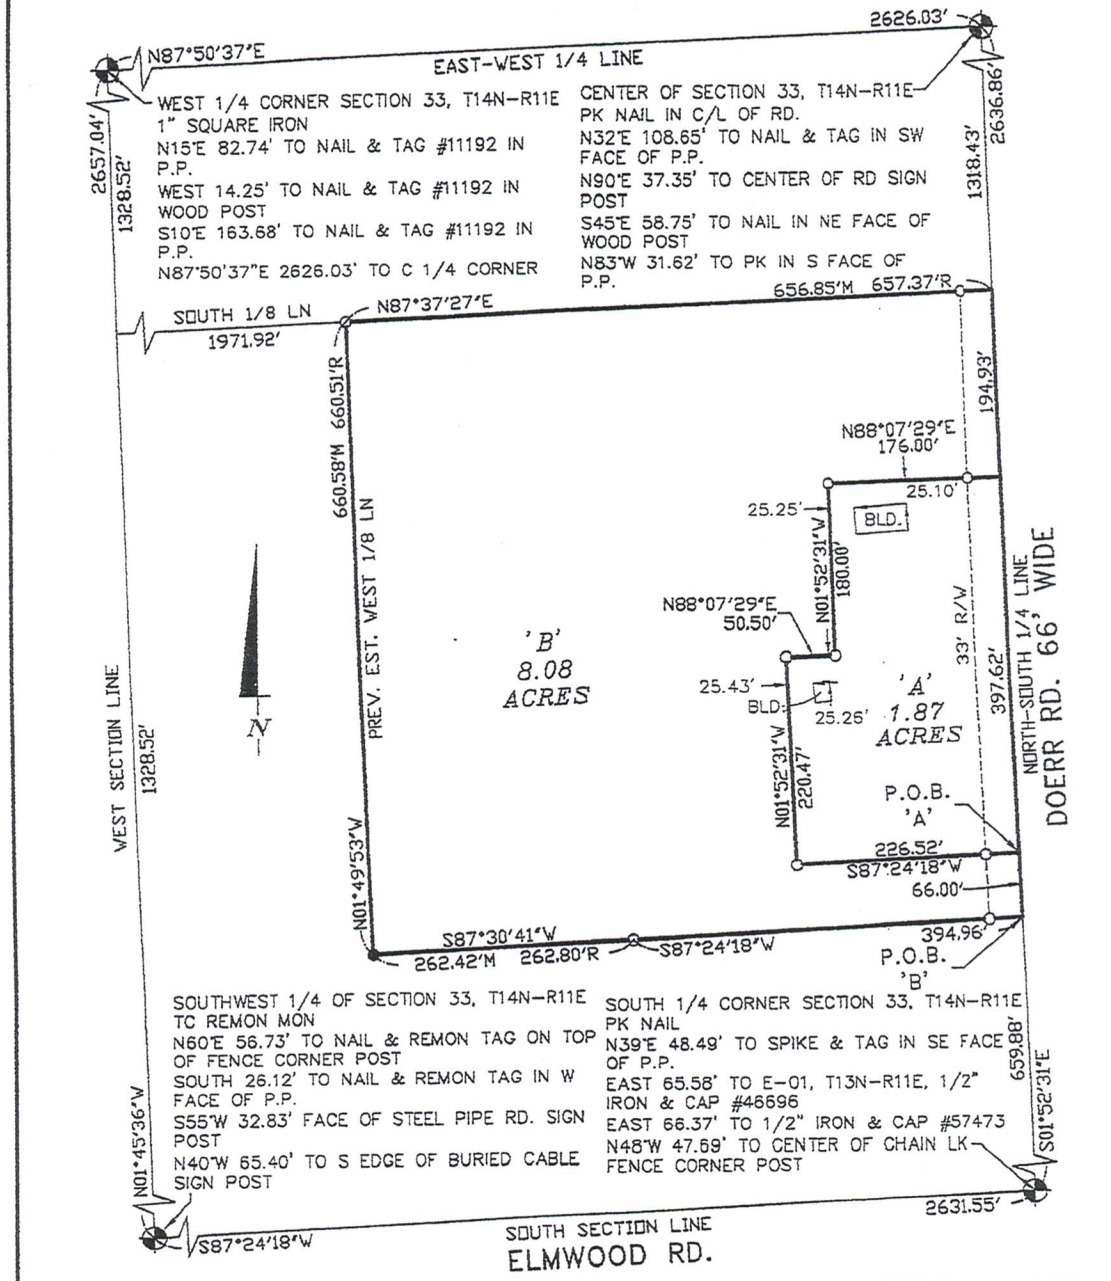 2626.03'
N87°50'37"E
EAST-WEST 1/4 LINE
2657.04'
1328.52'
2636.86'
1318.43'
WEST 1/4 CORNER SECTION 33, T14N-R11E
1" SQUARE IRON
N15°E 82.74' TO NAIL & TAG #11192 IN
P.P.
WEST 14.25' TO NAIL & TAG #11192 IN
WOOD POST
S10°E 163.68' TO NAIL & TAG #11192 IN
P.P.
N87°50'37"E 2626.03' TO C 1/4 CORNER
CENTER OF SECTION 33, T14N-R11E
PK NAIL IN C/L OF RD.
N32°E 108.65' TO NAIL & TAG IN SW
FACE OF P.P.
N90°E 37.35' TO CENTER OF RD SIGN
POST
S45°E 58.75' TO NAIL IN NE FACE OF
WOOD POST
N83°W 31.62' TO PK IN S FACE OF
P.P.
656.85'M 657.37'R
N87°37'27"E
SOUTH 1/8 LN
1971.92'
660.58'M 660.51'R
PREV. EST. WEST 1/8 LN
N01°49'53"W
194.93'
N88°07'29"E
176.00'
25.10'
25.25'
BLD.
N01°52'31"W
180.00'
N88°07'29"E
50.50'
'B'
8.08
ACRES
25.43'
BLD.
25.26'
'A'
1.87
ACRES
33' R/W
397.62'
NORTH-SOUTH 1/4 LINE
DOERR RD. 66' WIDE
N
WEST SECTION LINE
1328.52'
N01°52'31"W
220.47'
P.O.B.
'A'
226.52'
S87°24'18"W
66.00'
S87°30'41"W
262.42'M 262.80'R
S87°24'18"W
394.96'
P.O.B.
'B'
SOUTHWEST 1/4 OF SECTION 33, T14N-R11E
TC REMON MON
N60°E 56.73' TO NAIL & REMON TAG ON TOP
OF FENCE CORNER POST
SOUTH 26.12' TO NAIL & REMON TAG IN W
FACE OF P.P.
S55°W 32.83' FACE OF STEEL PIPE RD. SIGN
POST
N40°W 65.40' TO S EDGE OF BURIED CABLE
SIGN POST
SOUTH 1/4 CORNER SECTION 33, T14N-R11E
PK NAIL
N39°E 48.49' TO SPIKE & TAG IN SE FACE
OF P.P.
EAST 65.58' TO E-01, T13N-R11E, 1/2"
IRON & CAP #46696
EAST 66.37' TO 1/2" IRON & CAP #57473
N48°W 47.69' TO CENTER OF CHAIN LK
FENCE CORNER POST
659.88'
S01°52'31"E
N01°45'36"W
2631.55'
S87°24'18"W
SOUTH SECTION LINE
ELMWOOD RD.